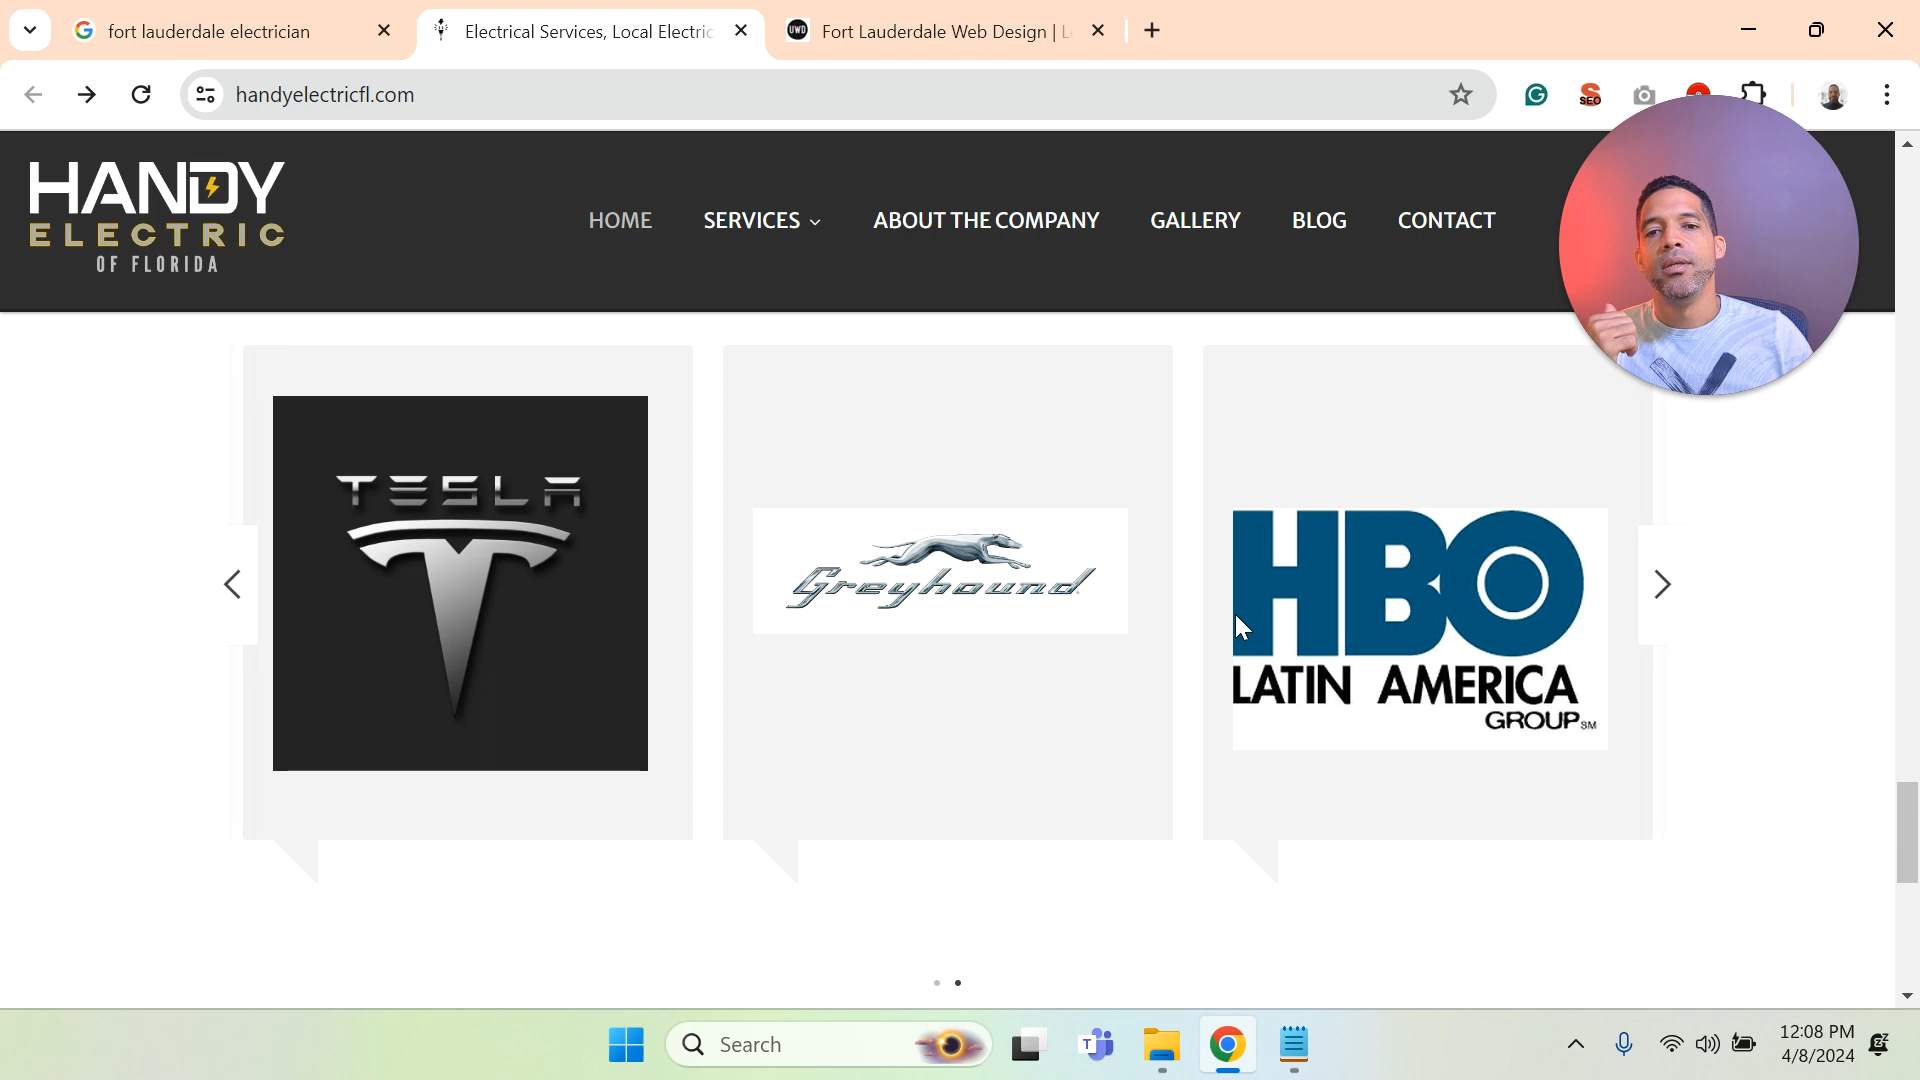 fort lauderdale electrician
Electrical Services, Local Electric
UWD
Fort Lauderdale Web Design | L
handyelectricfl.com
SEO
HANDY
ELECTRIC
OF FLORIDA
HOME
SERVICES
ABOUT THE COMPANY
GALLERY
BLOG
CONTACT
TESLA
Greyhound
HBO
LATIN AMERICA
GROUP SM
Search
T
12:08 PM
4/8/2024